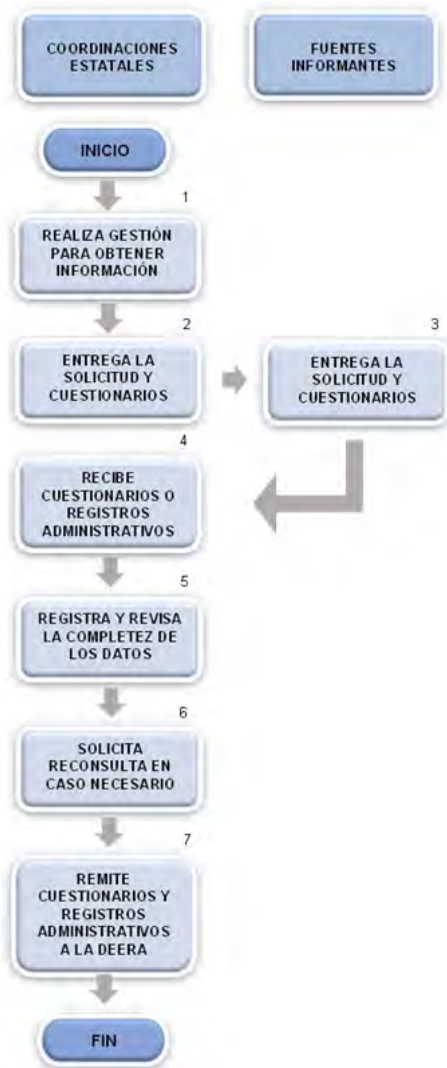 COORDINACIONES
ESTATALES
FUENTES
INFORMANTES
INICIO
1
REALIZA GESTIÓN
PARA OBTENER
INFORMACIÓN
2
ENTREGA LA
SOLICITUD Y
CUESTIONARIOS
3
ENTREGA LA
SOLICITUD Y
CUESTIONARIOS
4
RECIBE
CUESTIONARIOS O
REGISTROS
ADMINISTRATIVOS
5
REGISTRA Y REVISA
LA COMPLETEZ DE
LOS DATOS
6
SOLICITA
RECONSULTA EN
CASO NECESARIO
7
REMITE
CUESTIONARIOS Y
REGISTROS
ADMINISTRATIVOS
A LA DEERA
FIN